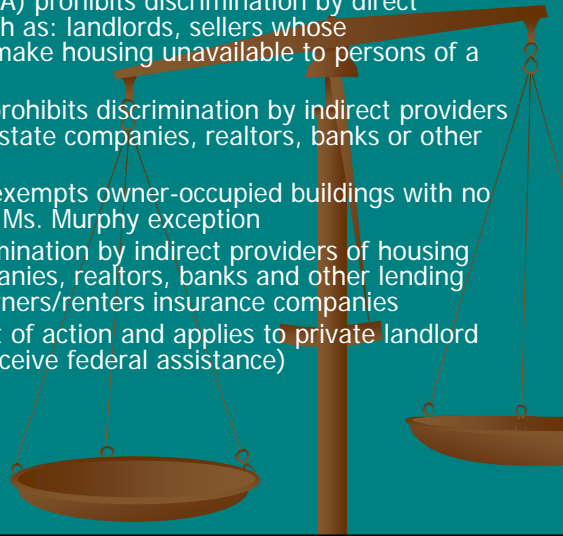 A) prohibits discrimination by direct
h as: landlords, sellers whose
make housing unavailable to persons of a
prohibits discrimination by indirect providers
state companies, realtors, banks or other
exempts owner-occupied buildings with no
Ms. Murphy exception
mination by indirect providers of housing
anies, realtors, banks and other lending
ners/renters insurance companies
t of action and applies to private landlord
ceive federal assistance)